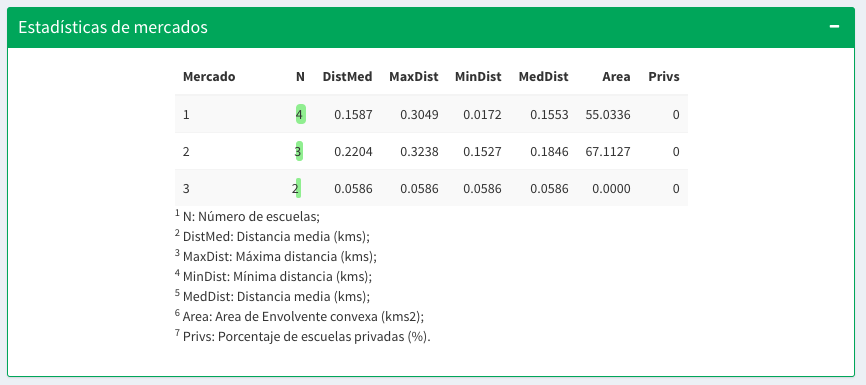 Estadísticas de mercados
Mercado N DistMed MaxDist MinDist MedDist Area Privs
1 4 0.1587 0.3049 0.0172 0.1553 55.0336 0
2 3 0.2204 0.3238 0.1527 0.1846 67.1127 0
3 2 0.0586 0.0586 0.0586 0.0586 0.0000 0
1 N: Número de escuelas;
2 DistMed: Distancia media (kms);
3 MaxDist: Máxima distancia (kms);
4 MinDist: Mínima distancia (kms);
5 MedDist: Distancia media (kms);
6 Area: Area de Envolvente convexa (kms2);
7 Privs: Porcentaje de escuelas privadas (%).